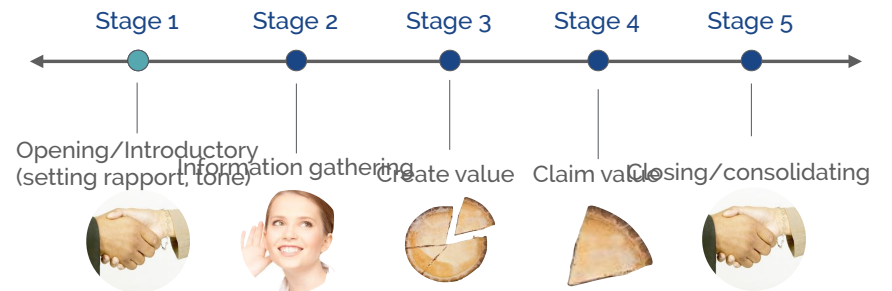 Stage 1
Stage 2
Stage 3
Stage 4
Stage 5
Opening/Introductory
(setting rapport, tone)
Information gathering
Create value
Claim value
Closing/consolidating